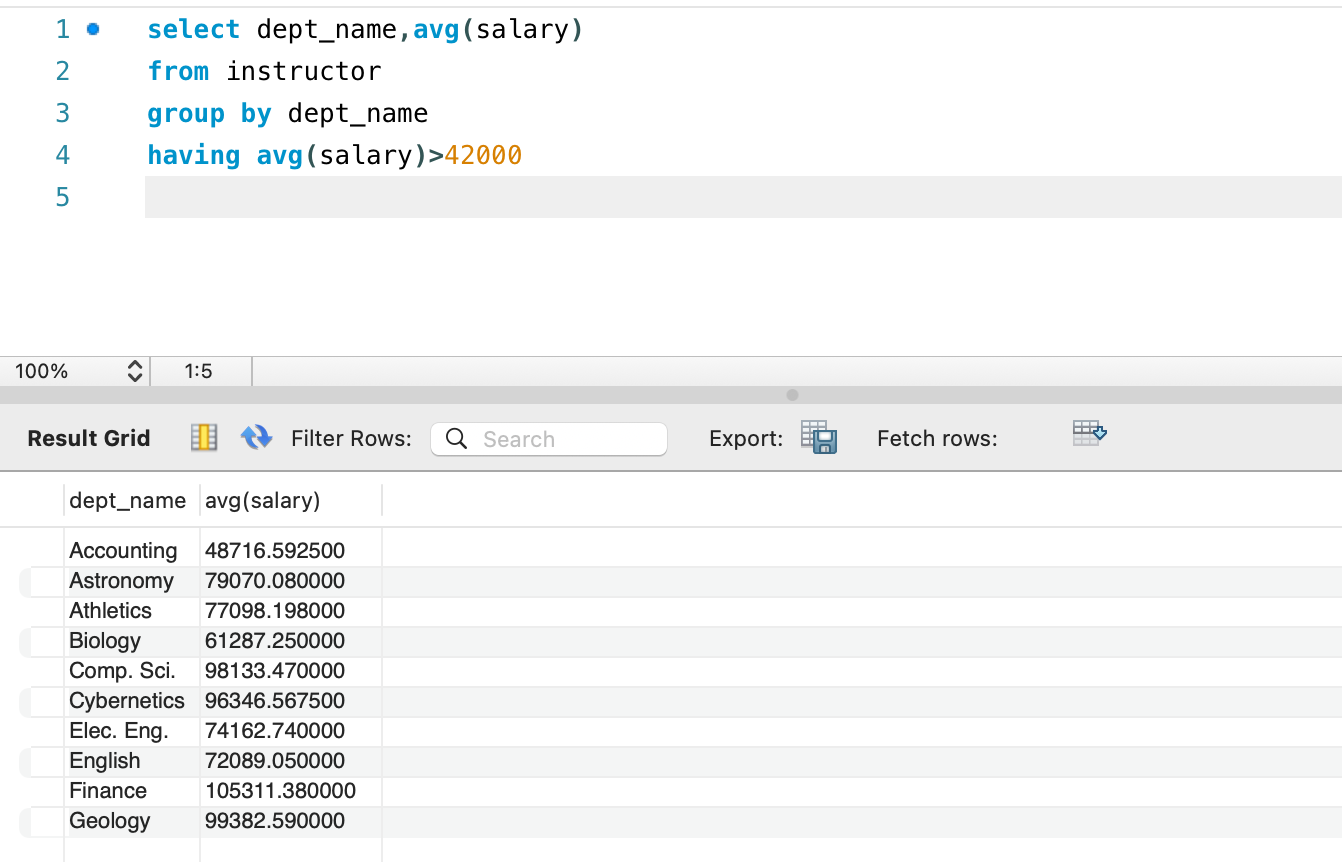 1 select dept_name,avg(salary)
2 from instructor
3 group by dept_name
4 having avg(salary)>42000
5
100% 1:5
Result Grid Filter Rows: Search Export: Fetch rows:
dept_name avg(salary)
Accounting 48716.592500
Astronomy 79070.080000
Athletics 77098.198000
Biology 61287.250000
Comp. Sci. 98133.470000
Cybernetics 96346.567500
Elec. Eng. 74162.740000
English 72089.050000
Finance 105311.380000
Geology 99382.590000